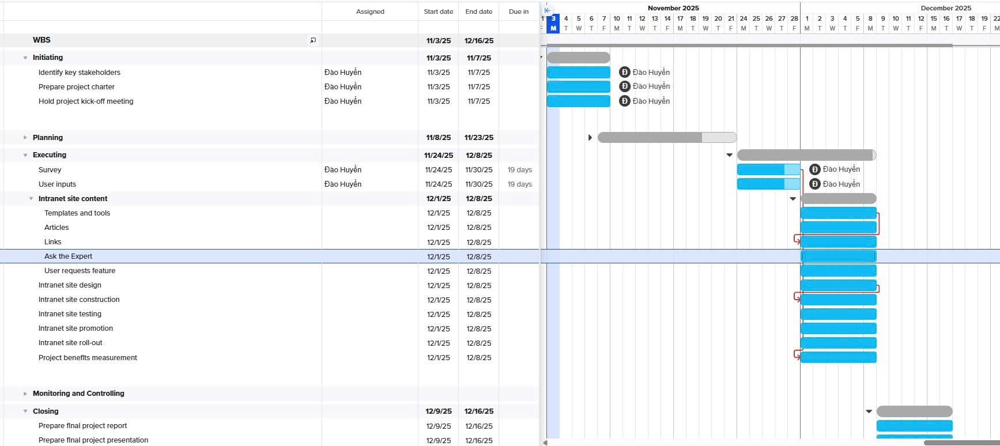 Assigned Start date End date Due in November 2025 December 2025
1 3 4 5 6 7 10 11 12 13 14 17 18 19 20 21 24 25 26 27 28 1 2 3 4 5 8 9 10 11 12 15 16 17 18 19 22
F M T W T F M T W T F M T W T F M T W T F M T W T F M T W T F M T W T F M
WBS 11/3/25 12/16/25
Initiating 11/3/25 11/7/25
Identify key stakeholders Đào Huyền 11/3/25 11/7/25 Đ Đào Huyền
Prepare project charter Đào Huyền 11/3/25 11/7/25 Đ Đào Huyền
Hold project kick-off meeting Đào Huyền 11/3/25 11/7/25 Đ Đào Huyền
Planning 11/8/25 11/23/25
Executing 11/24/25 12/8/25
Survey Đào Huyền 11/24/25 11/30/25 19 days Đ Đào Huyền
User inputs Đào Huyền 11/24/25 11/30/25 19 days Đ Đào Huyền
Intranet site content 12/1/25 12/8/25
Templates and tools 12/1/25 12/8/25
Articles 12/1/25 12/8/25
Links 12/1/25 12/8/25
Ask the Expert 12/1/25 12/8/25
User requests feature 12/1/25 12/8/25
Intranet site design 12/1/25 12/8/25
Intranet site construction 12/1/25 12/8/25
Intranet site testing 12/1/25 12/8/25
Intranet site promotion 12/1/25 12/8/25
Intranet site roll-out 12/1/25 12/8/25
Project benefits measurement 12/1/25 12/8/25
Monitoring and Controlling
Closing 12/9/25 12/16/25
Prepare final project report 12/9/25 12/16/25
Prepare final project presentation 12/9/25 12/16/25